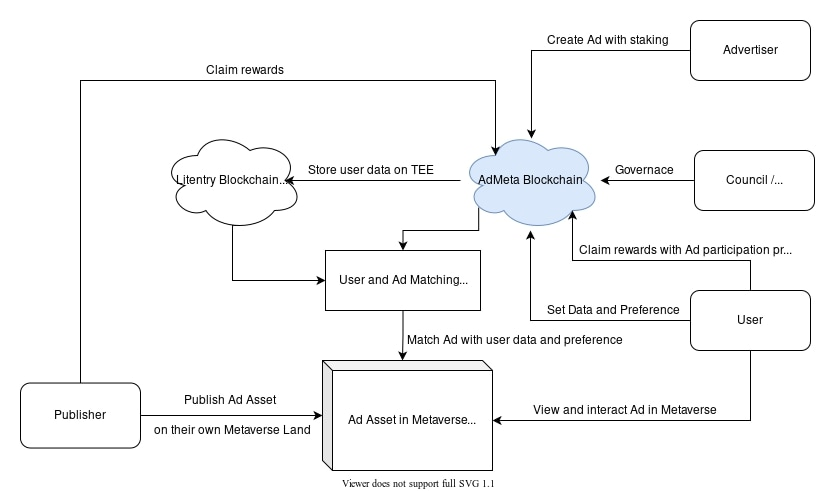 Create Ad with staking
Advertiser
Claim rewards
Litentry Blockchain...
Store user data on TEE
AdMeta Blockchain
Governace
Council /...
User and Ad Matching...
Claim rewards with Ad participation pr...
Set Data and Preference
User
Match Ad with user data and preference
Publisher
Publish Ad Asset
on their own Metaverse Land
Ad Asset in Metaverse...
View and interact Ad in Metaverse
Viewer does not support full SVG 1.1